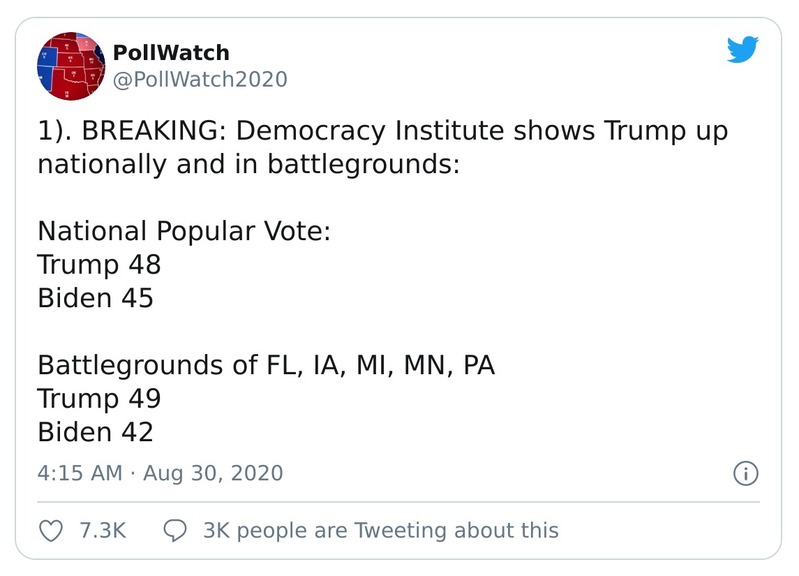 PollWatch
@PollWatch2020
1). BREAKING: Democracy Institute shows Trump up
nationally and in battlegrounds:
National Popular Vote:
Trump 48
Biden 45
Battlegrounds of FL, IA, MI, MN, PA
Trump 49
Biden 42
4:15 AM · Aug 30, 2020
7.3K 3K people are Tweeting about this